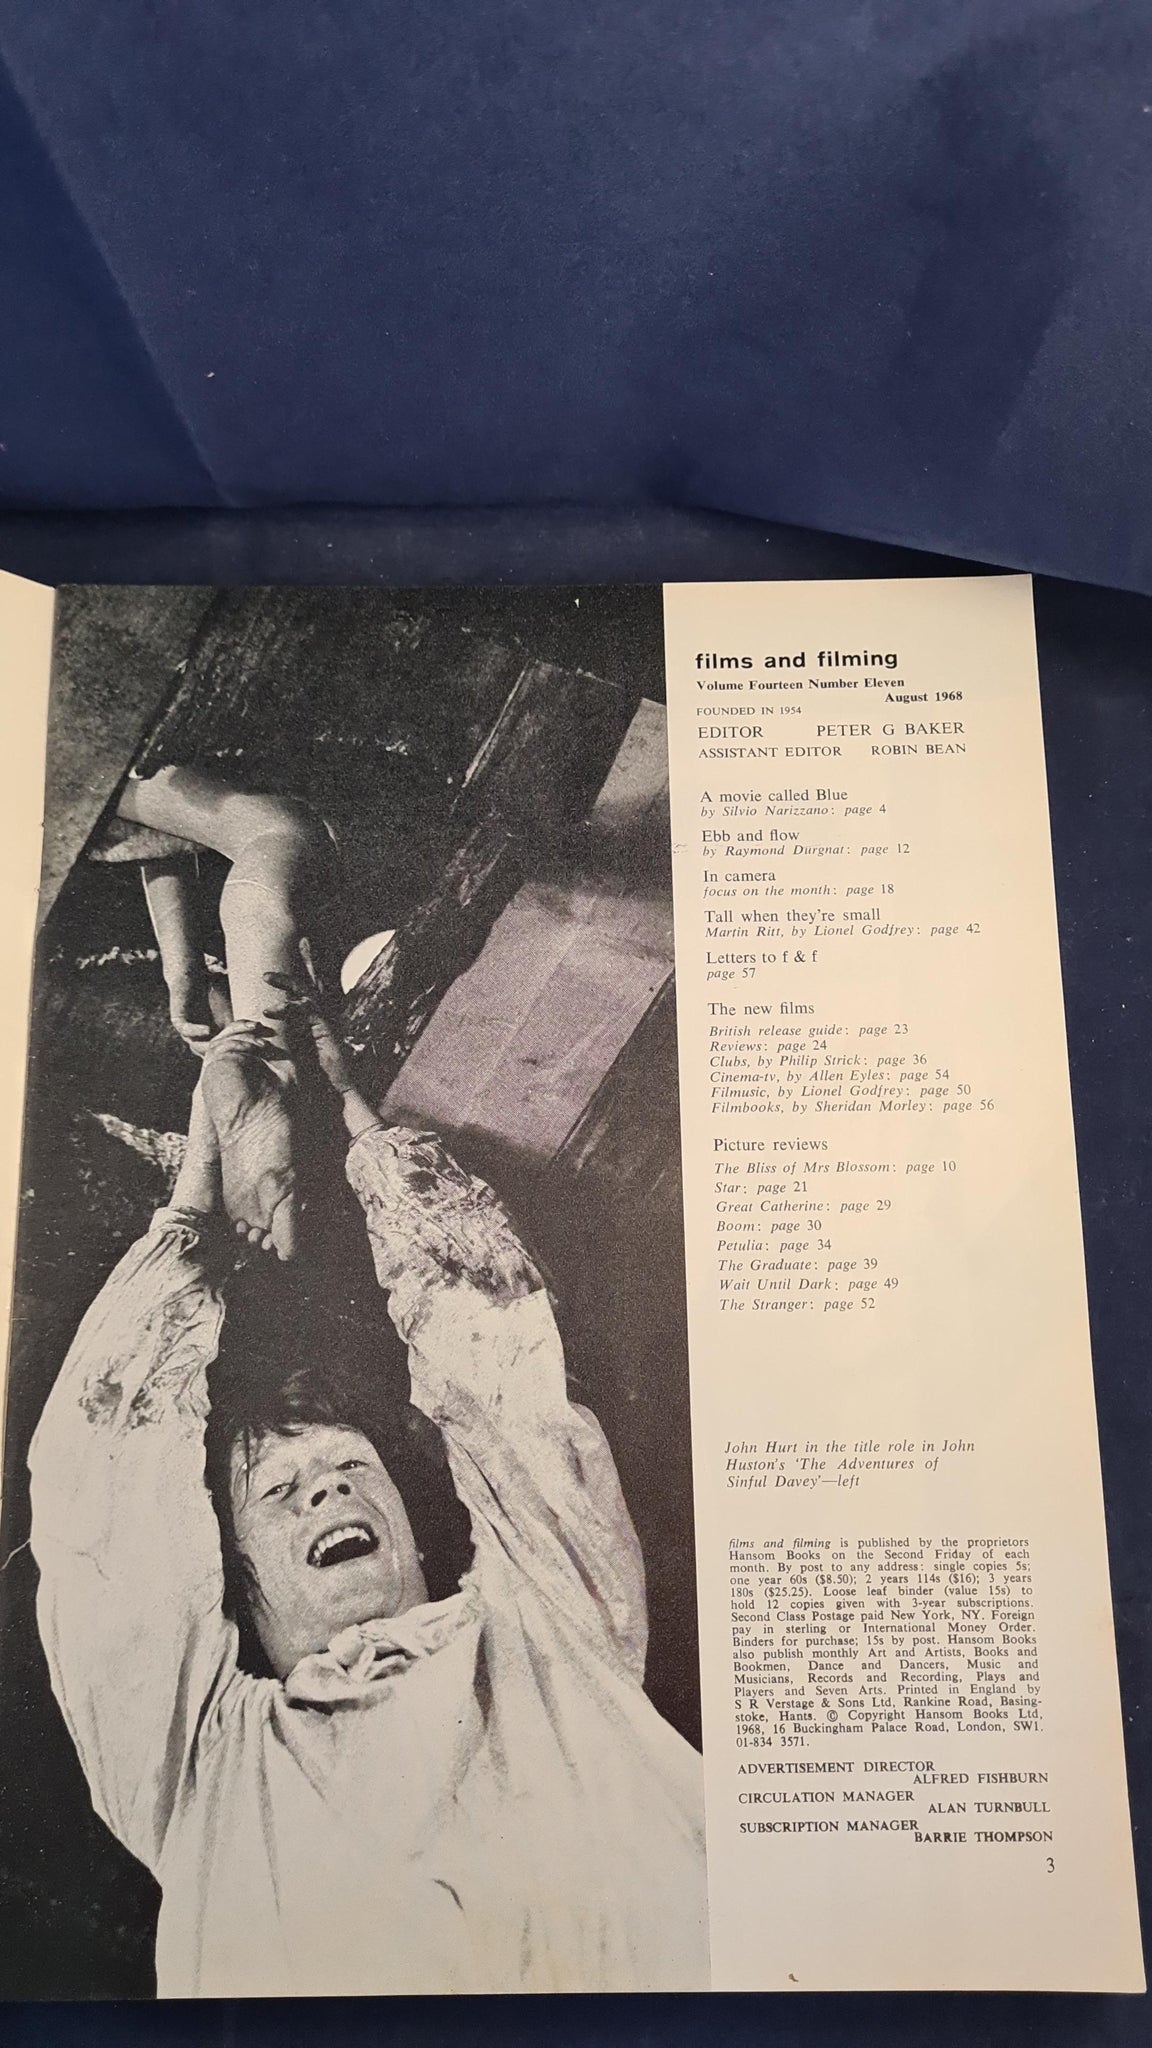 films and filming
Volume Fourteen Number Eleven
August 1968
FOUNDED IN 1954
EDITOR PETER G BAKER
ASSISTANT EDITOR ROBIN BEAN
A movie called Blue
by Silvio Narizzano: page 4
Ebb and flow
by Raymond Durgnat: page 12
In camera
focus on the month: page 18
Tall when they're small
Martin Ritt, by Lionel Godfrey: page 42
Letters to f & f
page 57
The new films
British release guide: page 23
Reviews: page 24
Clubs, by Philip Strick: page 36
Cinema-tv, by Allen Eyles: page 54
Filmusic, by Lionel Godfrey: page 50
Filmbooks, by Sheridan Morley: page 56
Picture reviews
The Bliss of Mrs Blossom: page 10
Star: page 21
Great Catherine: page 29
Boom: page 30
Petulia: page 34
The Graduate: page 39
Wait Until Dark: page 49
The Stranger: page 52
John Hurt in the title role in John
Huston's 'The Adventures of
Sinful Davey'—left
films and filming is published by the proprietors
Hansom Books on the Second Friday of each
month. By post to any address: single copies 5s;
one year 60s ($8.50); 2 years 114s ($16); 3 years
180s ($25.25). Loose leaf binder (value 15s) to
hold 12 copies given with 3-year subscriptions.
Second Class Postage paid New York, NY. Foreign
pay in sterling or International Money Order.
Binders for purchase; 15s by post. Hansom Books
also publish monthly Art and Artists, Books and
Bookmen, Dance and Dancers, Music and
Musicians, Records and Recording, Plays and
Players and Seven Arts. Printed in England by
S R Verstage & Sons Ltd, Rankine Road, Basing-
stoke, Hants. © Copyright Hansom Books Ltd,
1968, 16 Buckingham Palace Road, London, SW1.
01-834 3571.
ADVERTISEMENT DIRECTOR
ALFRED FISHBURN
CIRCULATION MANAGER
ALAN TURNBULL
SUBSCRIPTION MANAGER
BARRIE THOMPSON
3